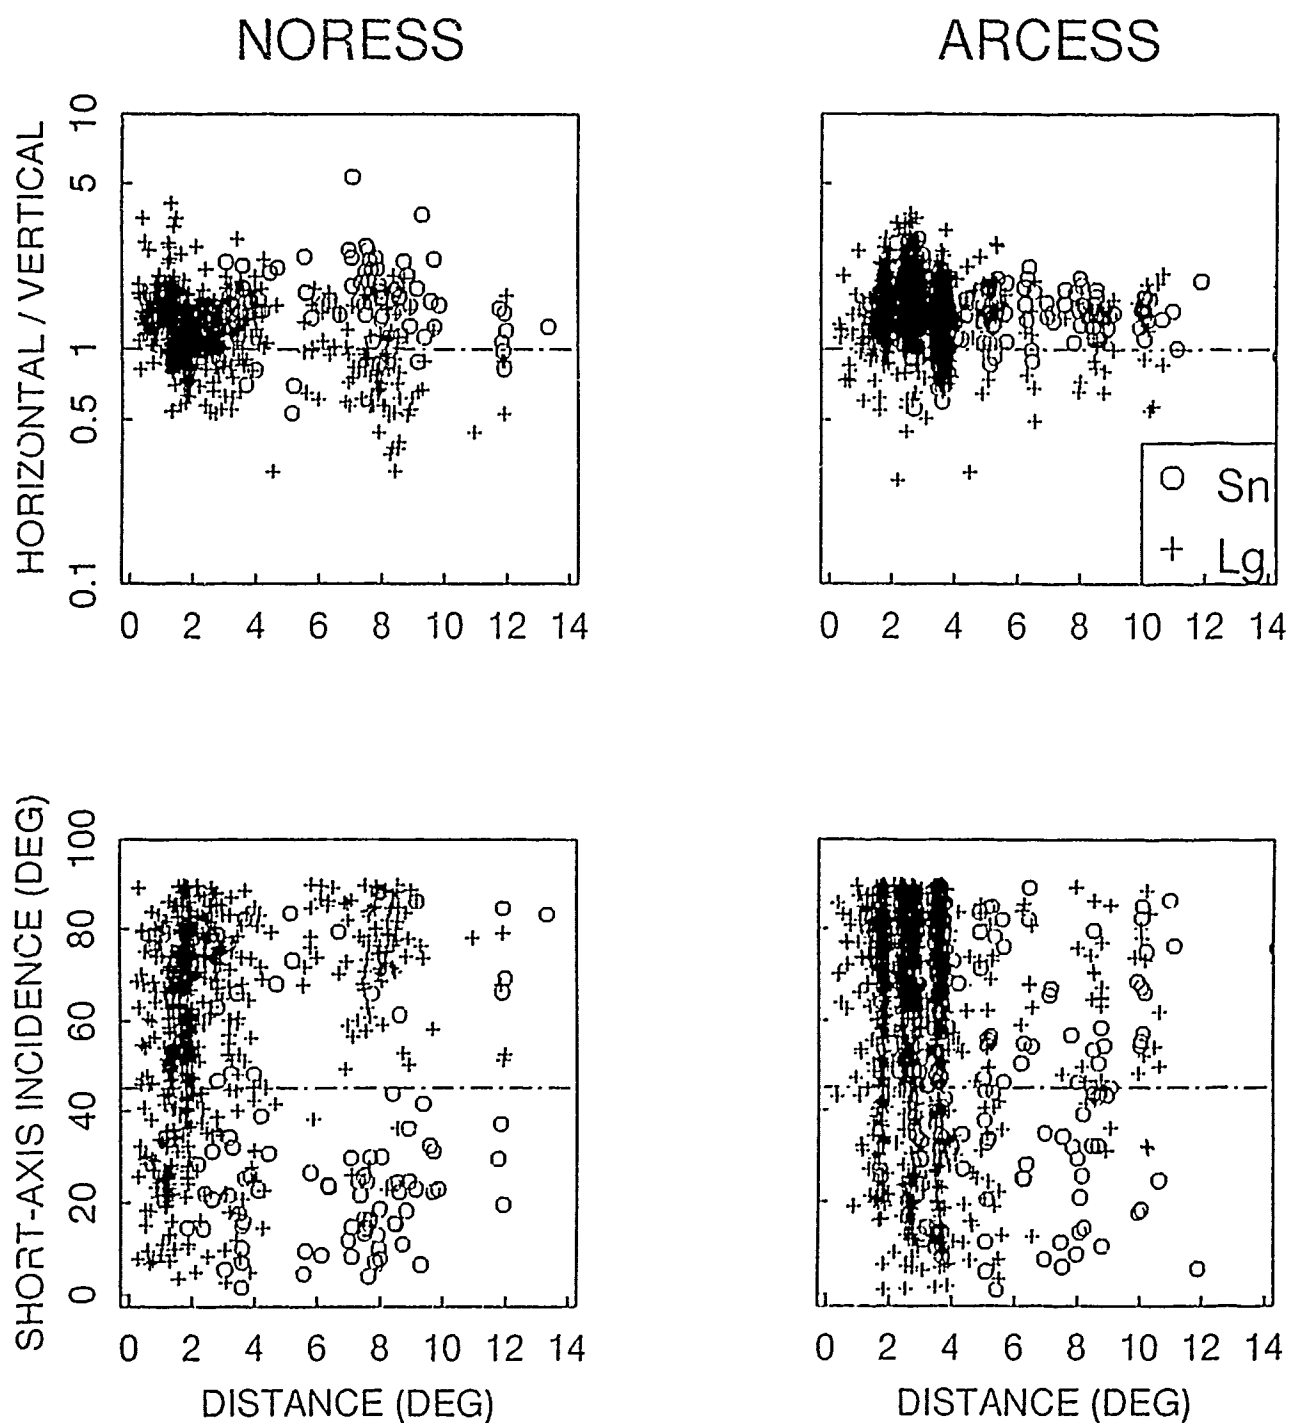 NORESS
ARCESS
HORIZONTAL / VERTICAL
10
5
1
0.5
0.1
0 2 4 6 8 10 12 14
Sn
Lg
0 2 4 6 8 10 12 14
SHORT-AXIS INCIDENCE (DEG)
100
80
60
40
20
0
0 2 4 6 8 10 12 14
DISTANCE (DEG)
0 2 4 6 8 10 12 14
DISTANCE (DEG)